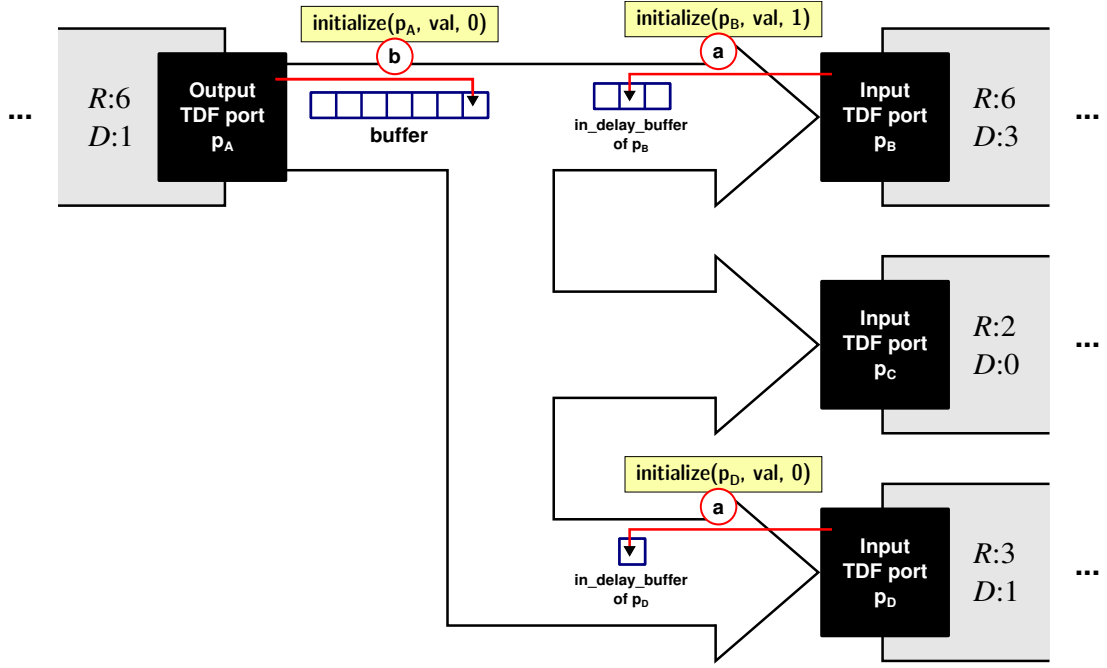 initialize(pA, val, 0)
initialize(pB, val, 1)
b
a
...
R:6
D:1
Output
TDF port
pA
buffer
in_delay_buffer
of pB
Input
TDF port
pB
R:6
D:3
...
Input
TDF port
pC
R:2
D:0
...
initialize(pD, val, 0)
a
in_delay_buffer
of pD
Input
TDF port
pD
R:3
D:1
...